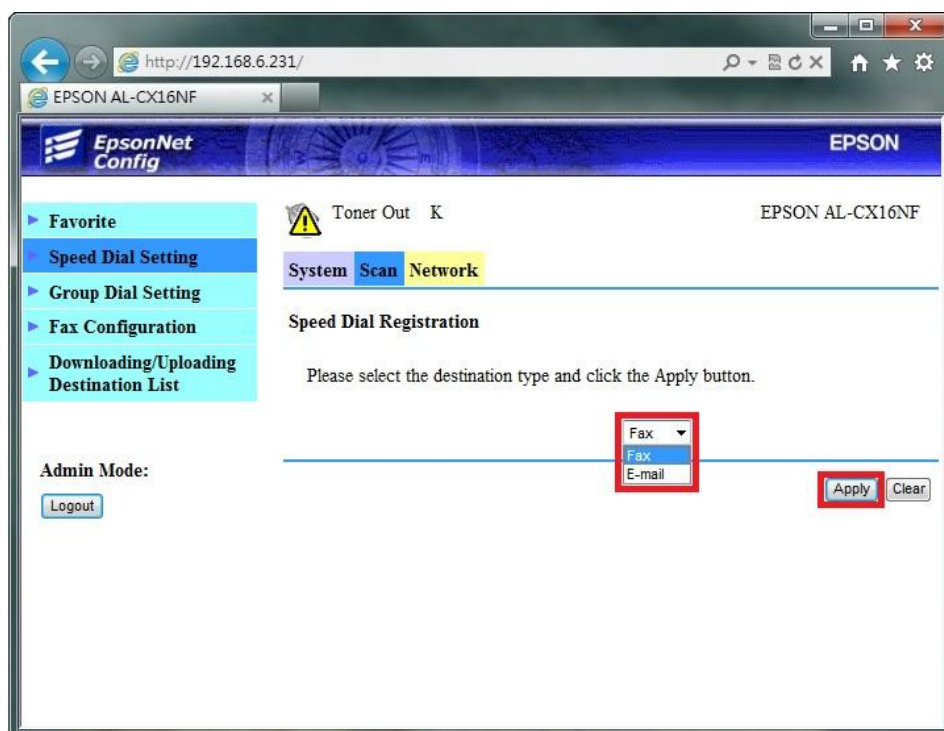 http://192.168.6.231/
EPSON AL-CX16NF
EpsonNet
Config
EPSON
Favorite
Speed Dial Setting
Group Dial Setting
Fax Configuration
Downloading/Uploading
Destination List
Admin Mode:
Logout
Toner Out K
EPSON AL-CX16NF
System Scan Network
Speed Dial Registration
Please select the destination type and click the Apply button.
Fax
Fax
E-mail
Apply Clear